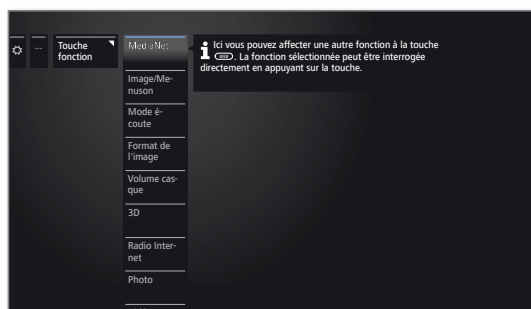 ...
Touche
fonction
MediaNet
Ici vous pouvez affecter une autre fonction à la touche
. La fonction sélectionnée peut être interrogée
directement en appuyant sur la touche.
Image/Me-
nuson
Mode é-
coute
Format de
l'image
Volume cas-
que
3D
Radio Inter-
net
Photo